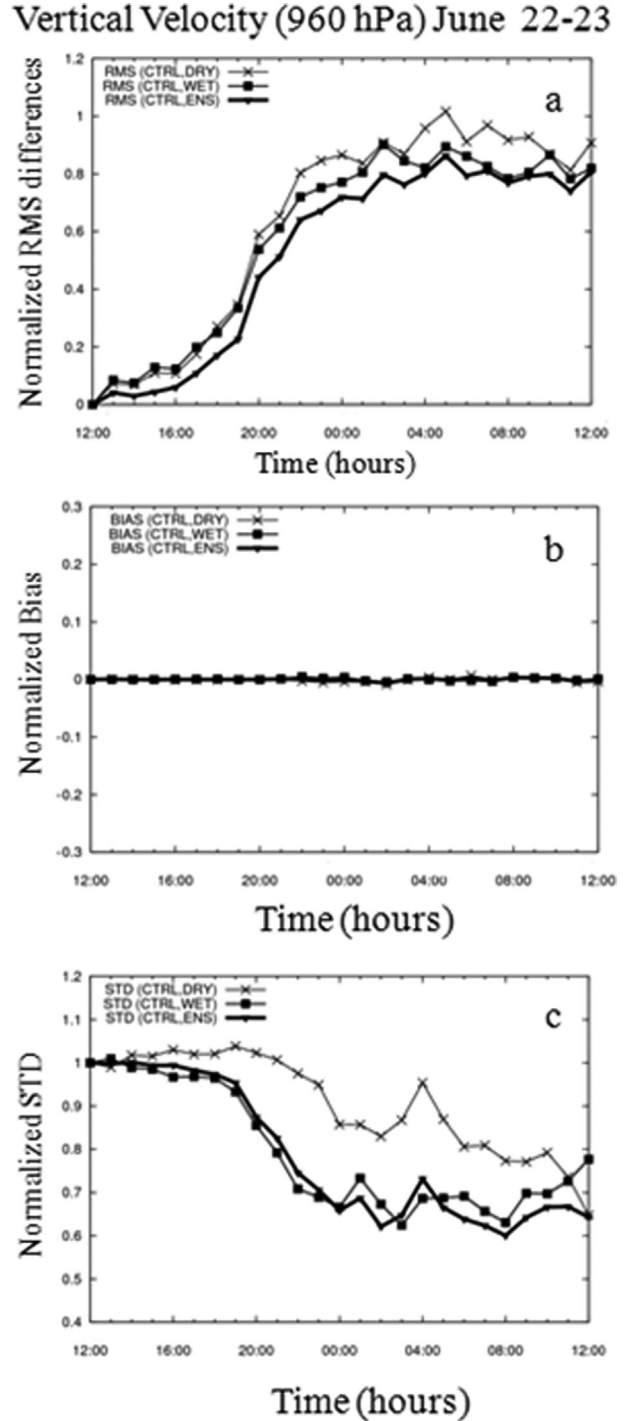 Vertical Velocity (960 hPa) June 22-23
1.2
1
0.8
0.6
0.4
0.2
0
RMS (CTRL,DRY)
RMS (CTRL,WET)
RMS (CTRL,ENS)
a
Normalized RMS differences
12:00 16:00 20:00 00:00 04:00 08:00 12:00
Time (hours)
0.3
0.2
0.1
0
-0.1
-0.2
-0.3
BIAS (CTRL,DRY)
BIAS (CTRL,WET)
BIAS (CTRL,ENS)
b
Normalized Bias
12:00 16:00 20:00 00:00 04:00 08:00 12:00
Time (hours)
1.2
1.1
1
0.9
0.8
0.7
0.6
0.5
0.4
STD (CTRL,DRY)
STD (CTRL,WET)
STD (CTRL,ENS)
c
Normalized STD
12:00 16:00 20:00 00:00 04:00 08:00 12:00
Time (hours)